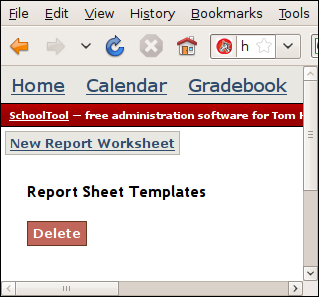 File Edit View History Bookmarks Tools
h
Home Calendar Gradebook
SchoolTool — free administration software for Tom
New Report Worksheet
Report Sheet Templates
Delete